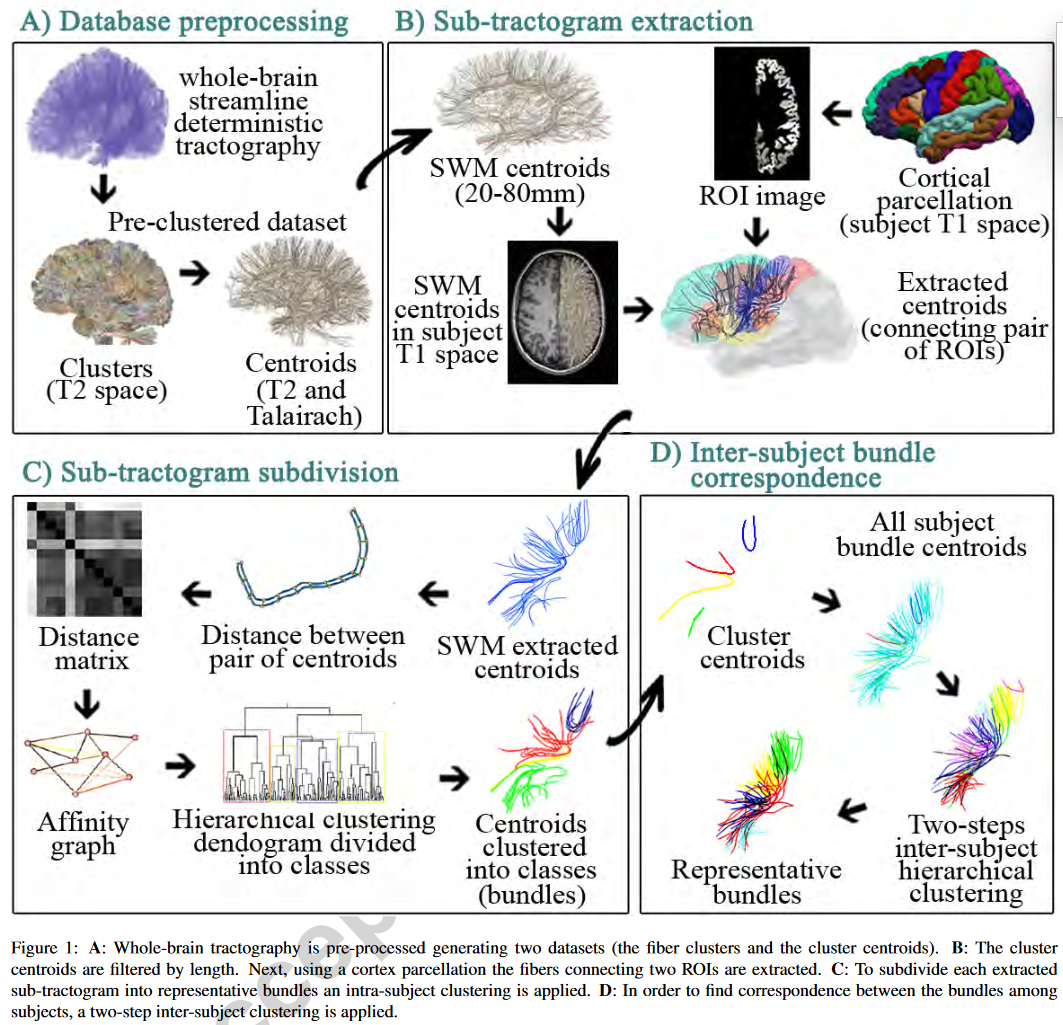 A) Database preprocessing
whole-brain
streamline
deterministic
tractography
Pre-clustered dataset
Clusters
(T2 space)
Centroids
(T2 and
Talairach)
B) Sub-tractogram extraction
SWM centroids
(20-80mm)
ROI image
Cortical
parcellation
(subject T1 space)
SWM
centroids
in subject
T1 space
Extracted
centroids
(connecting pair
of ROIs)
C) Sub-tractogram subdivision
Distance
matrix
Distance between
pair of centroids
SWM extracted
centroids
Affinity
graph
Hierarchical clustering
dendogram divided
into classes
Centroids
clustered
into classes
(bundles)
D) Inter-subject bundle
correspondence
All subject
bundle centroids
Cluster
centroids
Representative
bundles
Two-steps
inter-subject
hierarchical
clustering
Figure 1: A: Whole-brain tractography is pre-processed generating two datasets (the fiber clusters and the cluster centroids). B: The cluster
centroids are filtered by length. Next, using a cortex parcellation the fibers connecting two ROIs are extracted. C: To subdivide each extracted
sub-tractogram into representative bundles an intra-subject clustering is applied. D: In order to find correspondence between the bundles among
subjects, a two-step inter-subject clustering is applied.